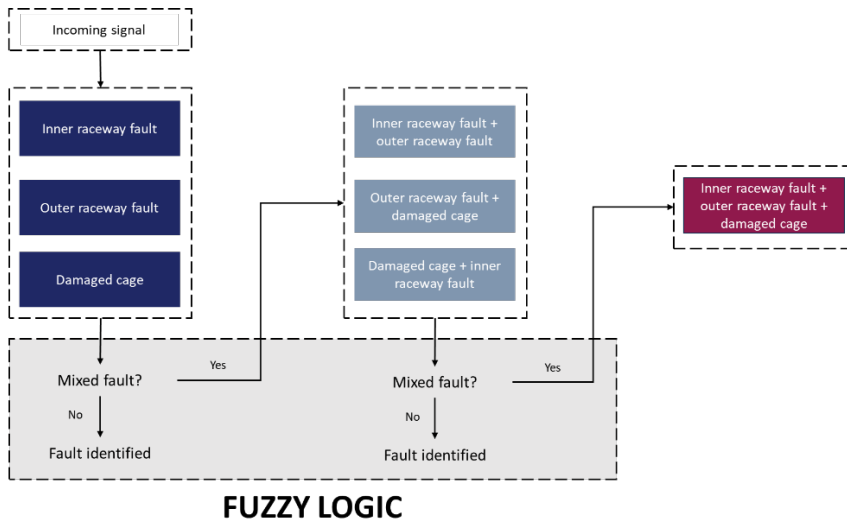 Incoming signal
Inner raceway fault
Outer raceway fault
Damaged cage
Mixed fault?
Yes
No
Fault identified
Inner raceway fault +
outer raceway fault
Outer raceway fault +
damaged cage
Damaged cage + inner
raceway fault
Mixed fault?
Yes
No
Fault identified
Inner raceway fault +
outer raceway fault +
damaged cage
FUZZY LOGIC